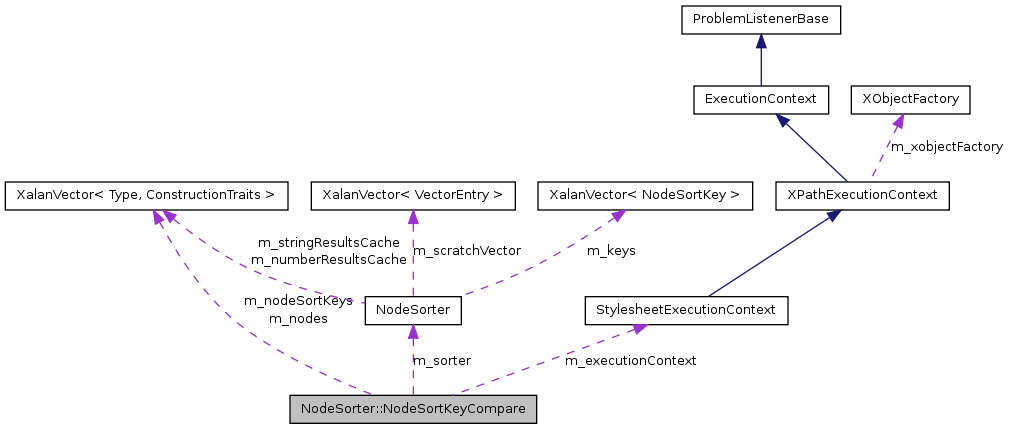 ProblemListenerBase
ExecutionContext
XObjectFactory
m_xobjectFactory
XalanVector< Type, ConstructionTraits >
XalanVector< VectorEntry >
XalanVector< NodeSortKey >
XPathExecutionContext
m_stringResultsCache
m_numberResultsCache
m_scratchVector
m_keys
m_nodeSortKeys
m_nodes
NodeSorter
StylesheetExecutionContext
m_sorter
m_executionContext
NodeSorter::NodeSortKeyCompare